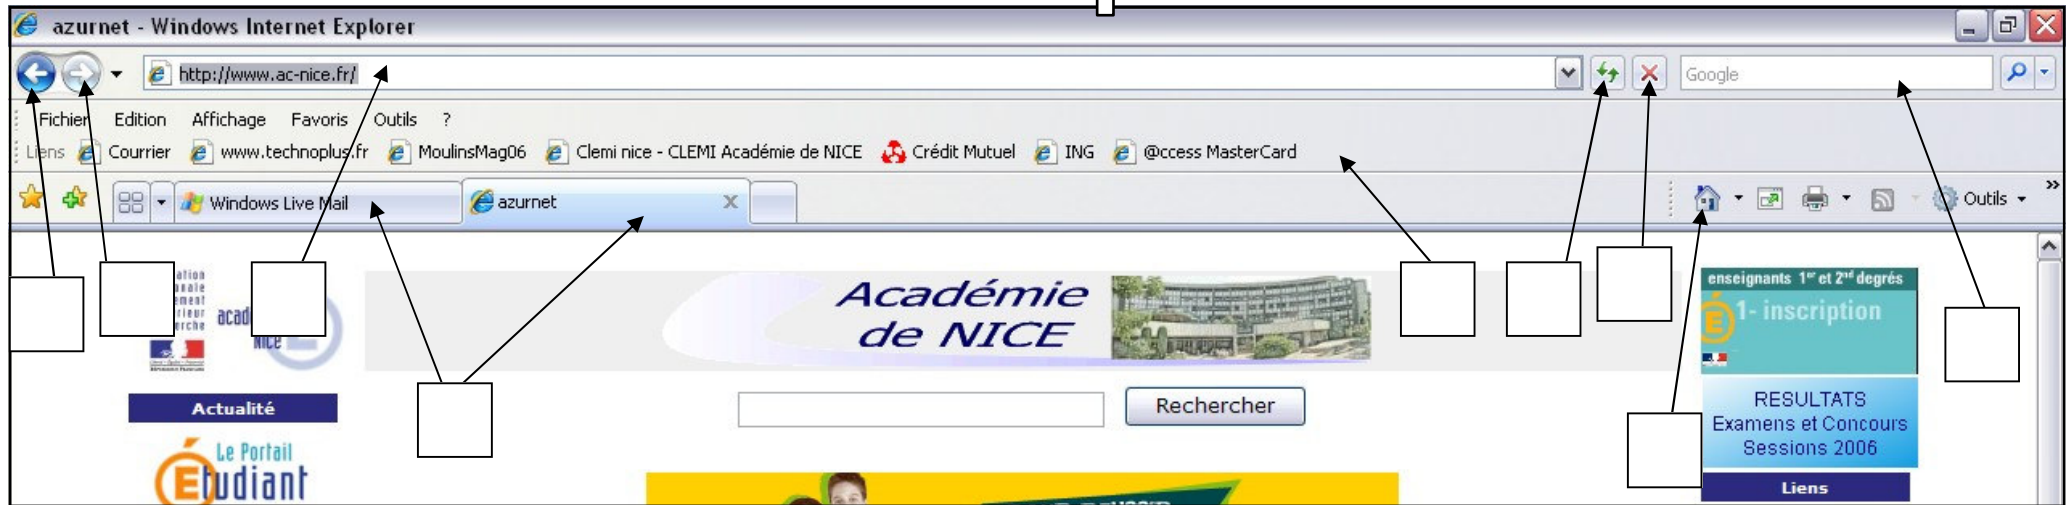 azurnet - Windows Internet Explorer
http://www.ac-nice.fr/
Google
Fichier Edition Affichage Favoris Outils ?
Liens Courrier www.technoplus.fr MoulinsMag06 Clemi nice - CLEMI Académie de NICE Crédit Mutuel ING @ccess MasterCard
Windows Live Mail azurnet Outils
Académie
de NICE
enseignants 1er et 2nd degrés
1- inscription
Rechercher
Actualité
RESULTATS
Examens et Concours
Sessions 2006
Le Portail
Étudiant
Liens